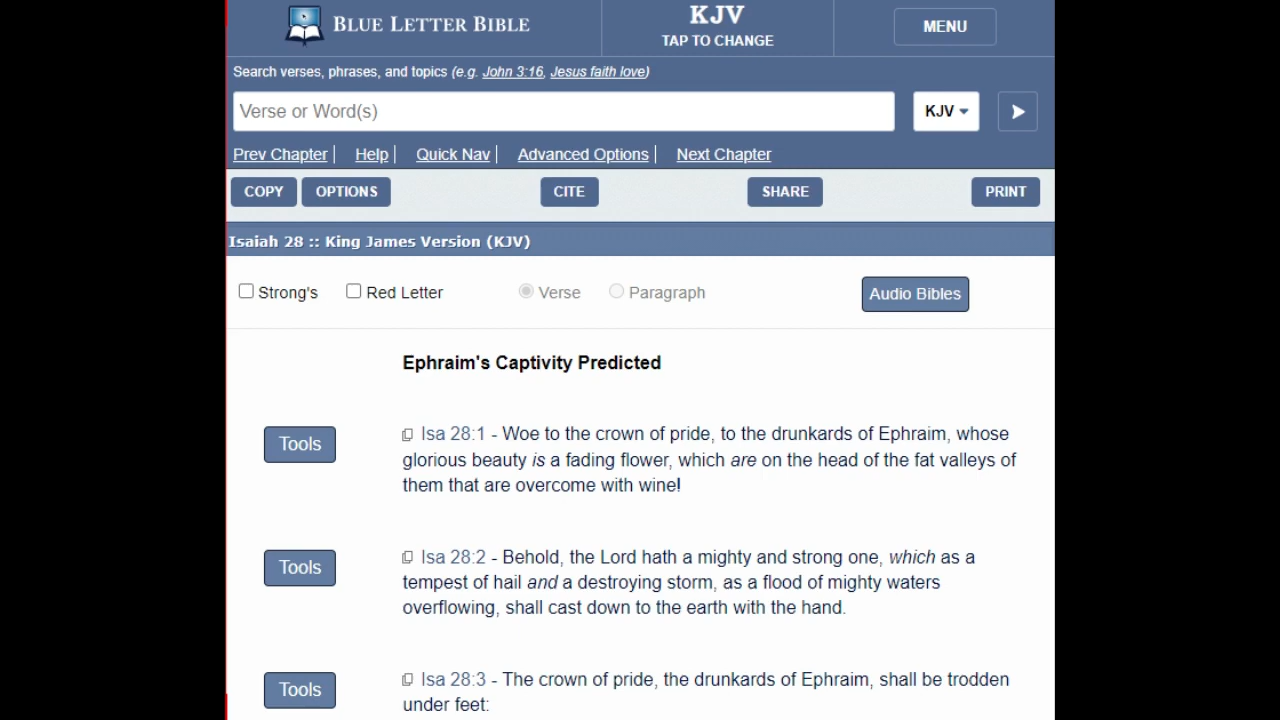 BLUE LETTER BIBLE
KJV
TAP TO CHANGE
MENU
Search verses, phrases, and topics (e.g. John 3:16, Jesus faith love)
Verse or Word(s)
KJV
Prev Chapter | Help | Quick Nav | Advanced Options | Next Chapter
COPY OPTIONS CITE SHARE PRINT
Isaiah 28 :: King James Version (KJV)
Strong's Red Letter Verse Paragraph Audio Bibles
Ephraim's Captivity Predicted
Tools
Isa 28:1 - Woe to the crown of pride, to the drunkards of Ephraim, whose
glorious beauty is a fading flower, which are on the head of the fat valleys of
them that are overcome with wine!
Tools
Isa 28:2 - Behold, the Lord hath a mighty and strong one, which as a
tempest of hail and a destroying storm, as a flood of mighty waters
overflowing, shall cast down to the earth with the hand.
Tools
Isa 28:3 - The crown of pride, the drunkards of Ephraim, shall be trodden
under feet: